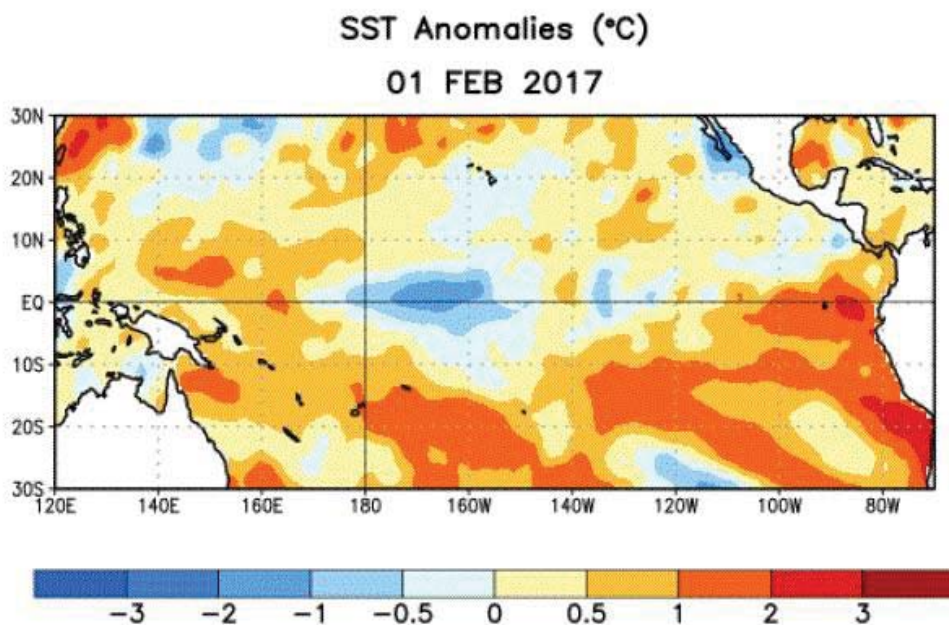 SST Anomalies (°C)
01 FEB 2017
30N
20N
10N
EQ
10S
20S
30S
120E 140E 160E 180 160W 140W 120W 100W 80W
−3 −2 −1 −0.5 0 0.5 1 2 3